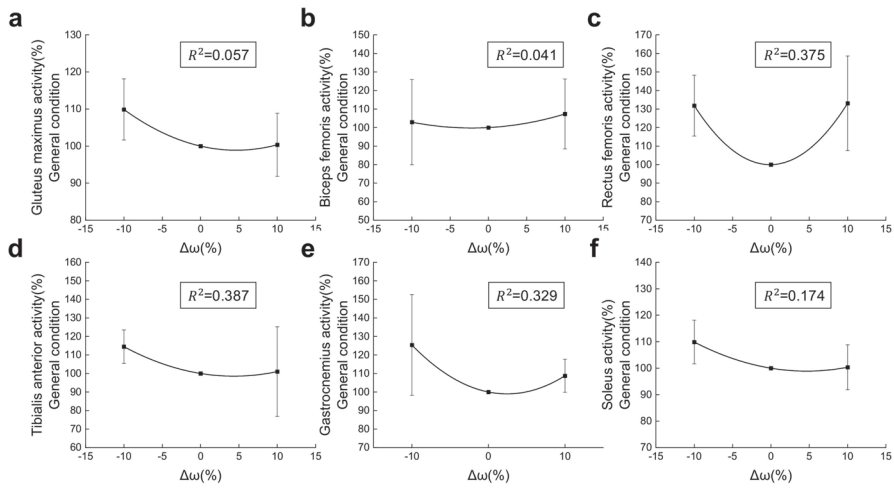 a
Gluteus maximus activity(%)
General condition
R²=0.057
130
120
110
100
90
80
-15 -10 -5 0 5 10 15
Δω(%)
b
Biceps femoris activity(%)
General condition
R²=0.041
150
140
130
120
110
100
90
80
70
60
50
-15 -10 -5 0 5 10 15
Δω(%)
c
Rectus femoris activity(%)
General condition
R²=0.375
170
160
150
140
130
120
110
100
90
80
70
-15 -10 -5 0 5 10 15
Δω(%)
d
Tibialis anterior activity(%)
General condition
R²=0.387
160
150
140
130
120
110
100
90
80
70
60
-15 -10 -5 0 5 10 15
Δω(%)
e
Gastrocnemius activity(%)
General condition
R²=0.329
170
160
150
140
130
120
110
100
90
80
70
60
-15 -10 -5 0 5 10
Δω(%)
f
Soleus activity(%)
General condition
R²=0.174
140
130
120
110
100
90
80
70
-15 -10 -5 0 5 10 15
Δω(%)